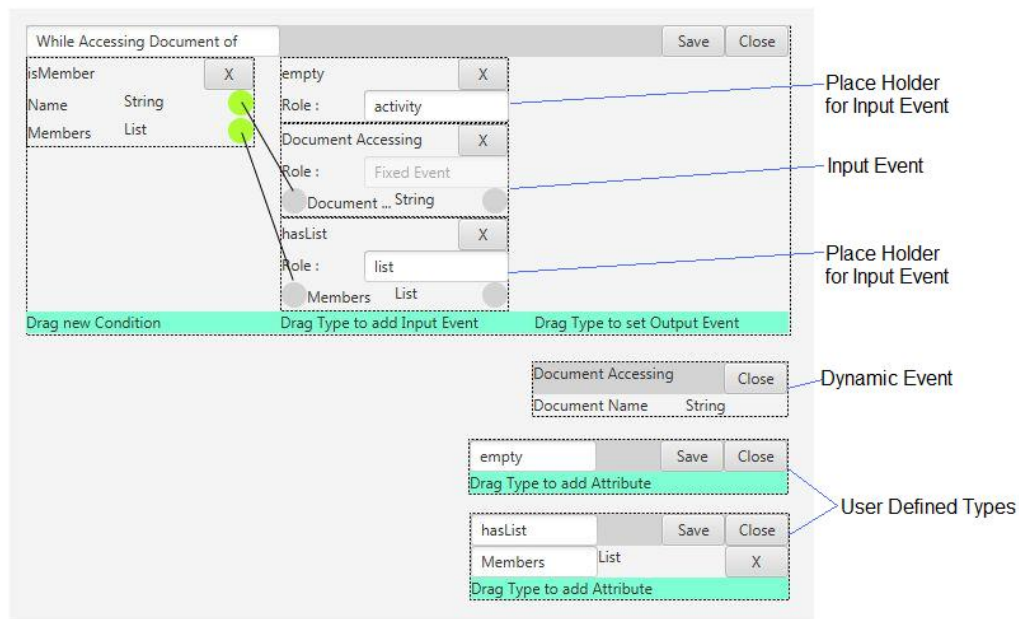 While Accessing Document of
Save
Close
isMember
X
Name
String
Members
List
empty
X
Role :
activity
Document Accessing
X
Role :
Fixed Event
Document ...
String
hasList
X
Role :
list
Members
List
Drag new Condition
Drag Type to add Input Event
Drag Type to set Output Event
Place Holder
for Input Event
Input Event
Place Holder
for Input Event
Document Accessing
Close
Document Name
String
Dynamic Event
empty
Save
Close
Drag Type to add Attribute
hasList
Save
Close
Members
List
X
Drag Type to add Attribute
User Defined Types